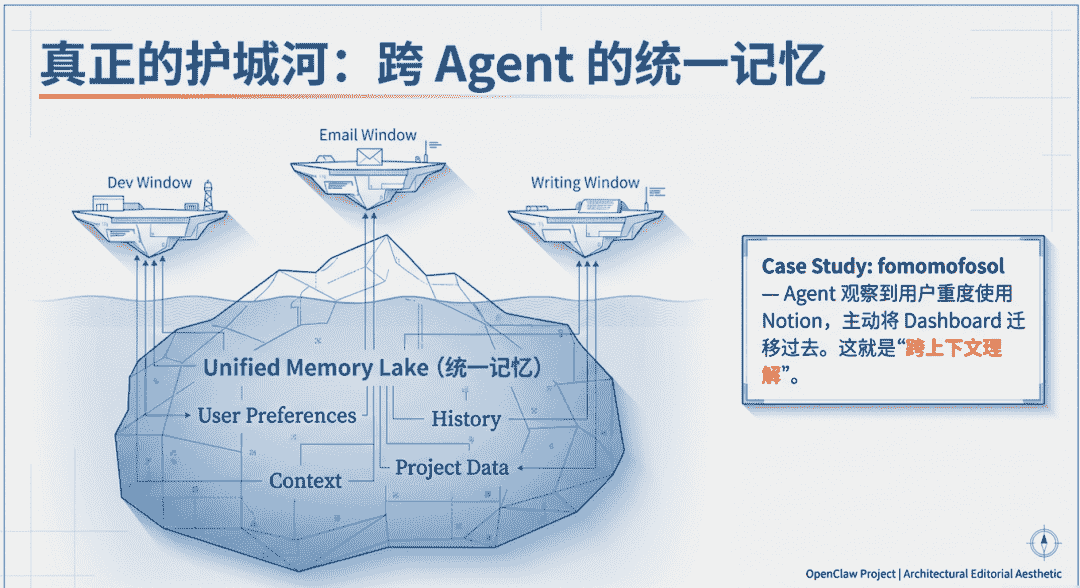 真正的护城河：跨 Agent 的统一记忆
Email Window
Dev Window
Writing Window
Unified Memory Lake（统一记忆）
User Preferences
History
Context
Project Data
Case Study: fomomofosol
— Agent 观察到用户重度使用
Notion，主动将 Dashboard 迁
移过去。这就是“跨上下文理
解”。
OpenClaw Project | Architectural Editorial Aesthetic